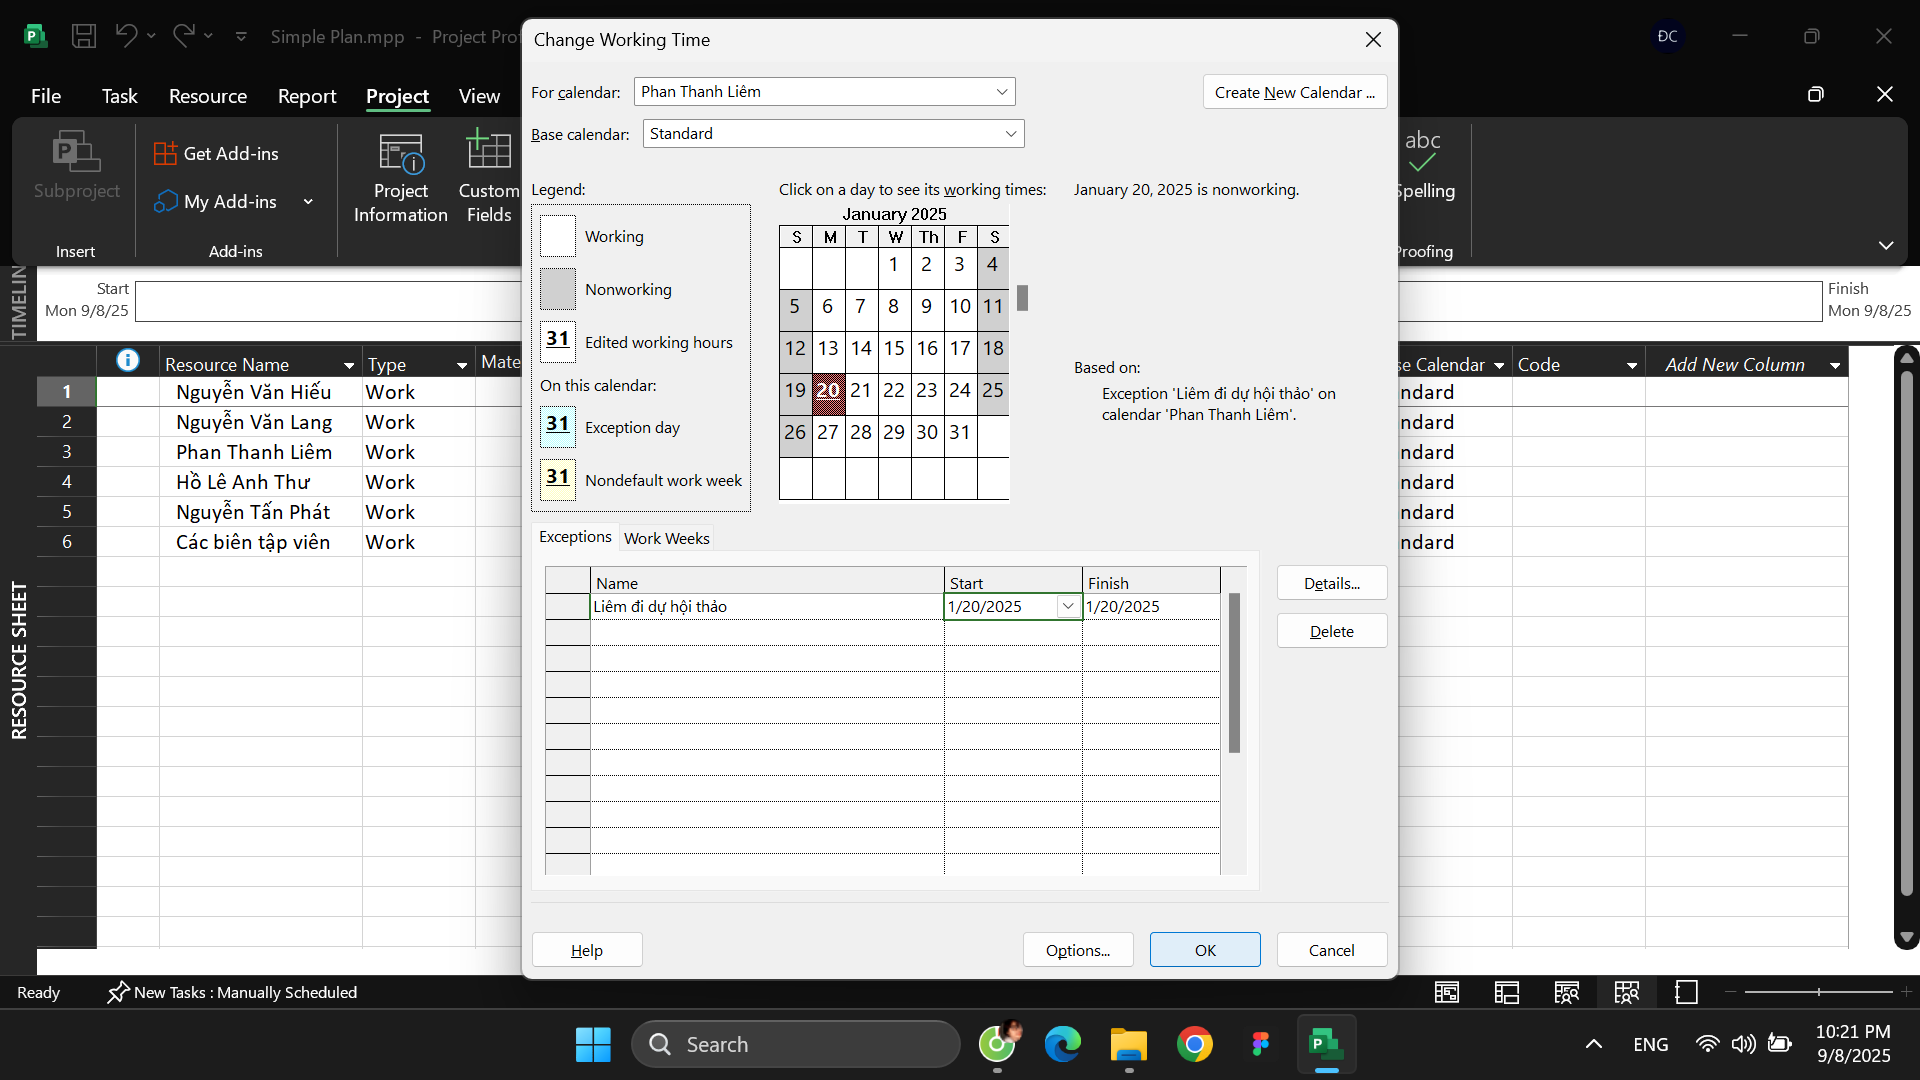 Simple Plan.mpp - Project Prof
ĐC
File Task Resource Report Project View
Subproject
Get Add-ins
My Add-ins
Project Information
Custom Fields
abc
Spelling
Insert
Add-ins
Proofing
Change Working Time
For calendar: Phan Thanh Liêm
Create New Calendar ...
Base calendar: Standard
Legend:
Working
Nonworking
31 Edited working hours
On this calendar:
31 Exception day
31 Nondefault work week
Click on a day to see its working times:
January 20, 2025 is nonworking.
January 2025
S M T W Th F S
1 2 3 4
5 6 7 8 9 10 11
12 13 14 15 16 17 18
19 20 21 22 23 24 25
26 27 28 29 30 31
Based on:
Exception 'Liêm đi dự hội thảo' on
calendar 'Phan Thanh Liêm'.
Exceptions Work Weeks
Name Start Finish
Liêm đi dự hội thảo 1/20/2025 1/20/2025
Details...
Delete
Help Options... OK Cancel
TIMELIN
Start
Mon 9/8/25
Finish
Mon 9/8/25
RESOURCE SHEET
Resource Name Type Mate se Calendar Code Add New Column
1 Nguyễn Văn Hiếu Work ndard
2 Nguyễn Văn Lang Work ndard
3 Phan Thanh Liêm Work ndard
4 Hồ Lê Anh Thư Work ndard
5 Nguyễn Tấn Phát Work ndard
6 Các biên tập viên Work ndard
Ready New Tasks : Manually Scheduled
Search
ENG
10:21 PM
9/8/2025